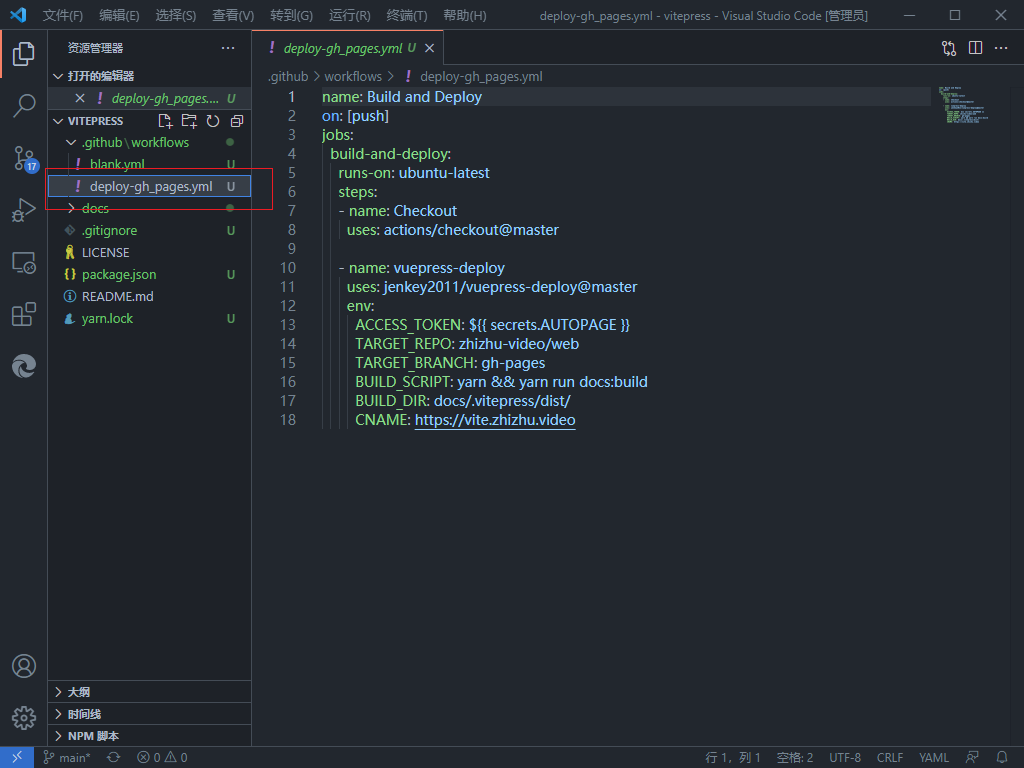 文件(F) 编辑(E) 选择(S) 查看(V) 转到(G) 运行(R) 终端(T) 帮助(H) deploy-gh_pages.yml - vitepress - Visual Studio Code [管理员]
资源管理器
打开的编辑器
! deploy-gh_pages.... U
VITEPRESS
.github\workflows
! blank.yml U
! deploy-gh_pages.yml U
docs
.gitignore U
LICENSE
{} package.json U
README.md
yarn.lock U
17
大纲
时间线
NPM 脚本
! deploy-gh_pages.yml U
.github > workflows > ! deploy-gh_pages.yml
1 name: Build and Deploy
2 on: [push]
3 jobs:
4 build-and-deploy:
5 runs-on: ubuntu-latest
6 steps:
7 - name: Checkout
8 uses: actions/checkout@master
9
10 - name: vuepress-deploy
11 uses: jenkey2011/vuepress-deploy@master
12 env:
13 ACCESS_TOKEN: ${{ secrets.AUTOPAGE }}
14 TARGET_REPO: zhizhu-video/web
15 TARGET_BRANCH: gh-pages
16 BUILD_SCRIPT: yarn && yarn run docs:build
17 BUILD_DIR: docs/.vitepress/dist/
18 CNAME: https://vite.zhizhu.video
main* 0 0 行 1，列 1 空格: 2 UTF-8 CRLF YAML